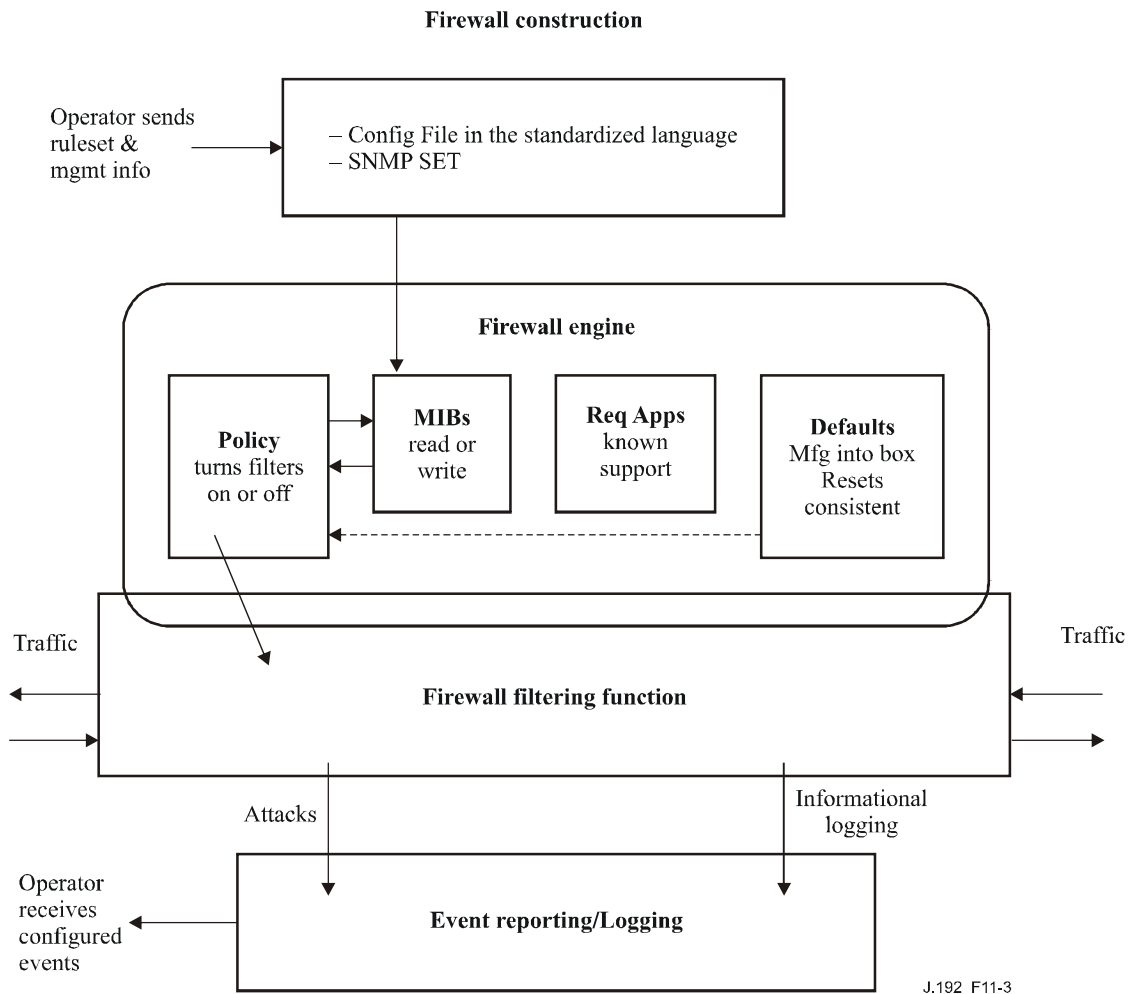 Firewall construction
Operator sends
ruleset &
mgmt info
– Config File in the standardized language
– SNMP SET
Firewall engine
Policy
turns filters
on or off
MIBs
read or
write
Req Apps
known
support
Defaults
Mfg into box
Resets
consistent
Traffic
Traffic
Firewall filtering function
Attacks
Informational
logging
Operator
receives
configured
events
Event reporting/Logging
J.192_F11-3